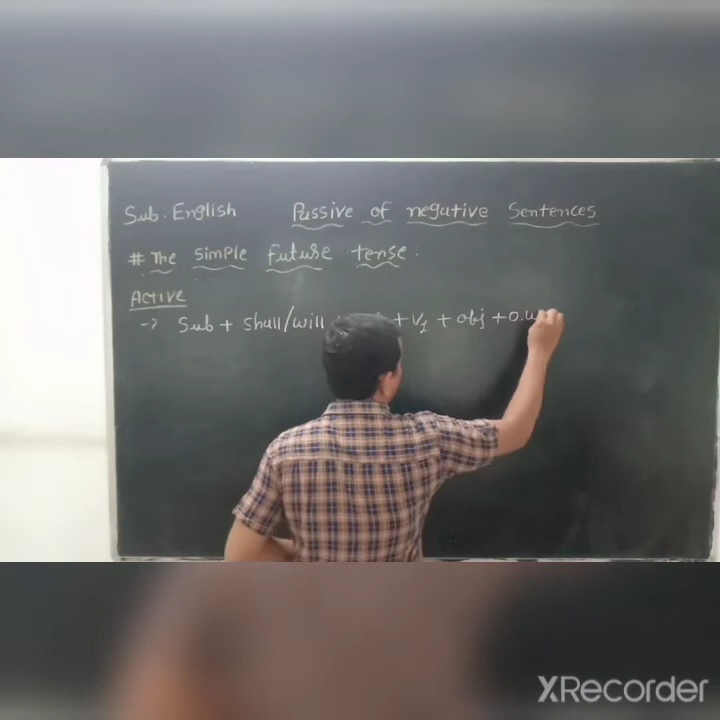 Sub. English Passive of negative Sentences
# The Simple future tense.
Active
→ Sub + shall/will + V1 + obj + o.w
XRecorder